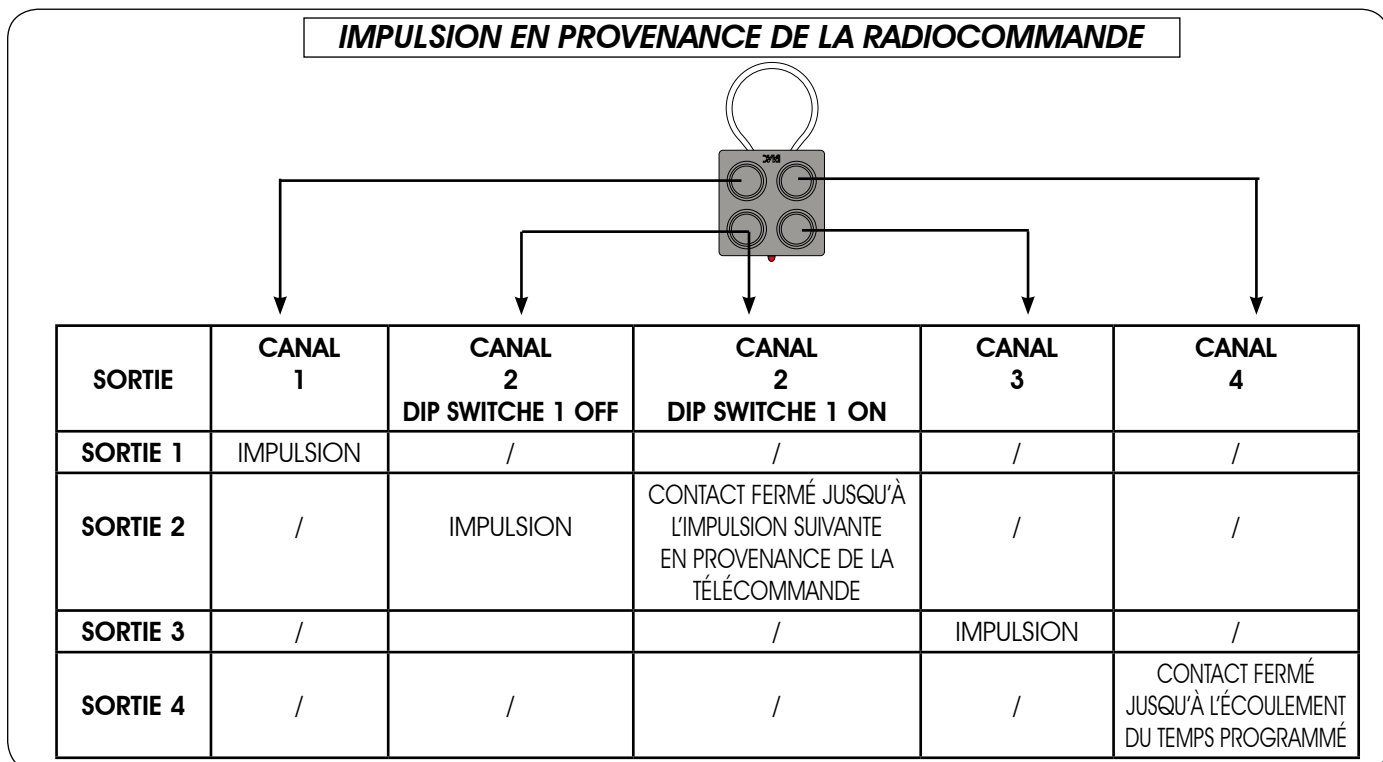 IMPULSION EN PROVENANCE DE LA RADIOCOMMANDE
SORTIE
CANAL
1
CANAL
2
DIP SWITCHE 1 OFF
CANAL
2
DIP SWITCHE 1 ON
CANAL
3
CANAL
4
SORTIE 1
IMPULSION
/
/
/
/
SORTIE 2
/
IMPULSION
CONTACT FERMÉ JUSQU'À
L'IMPULSION SUIVANTE
EN PROVENANCE DE LA
TÉLÉCOMMANDE
/
/
SORTIE 3
/
/
IMPULSION
/
SORTIE 4
/
/
/
/
CONTACT FERMÉ
JUSQU'À L'ÉCOULEMENT
DU TEMPS PROGRAMMÉ